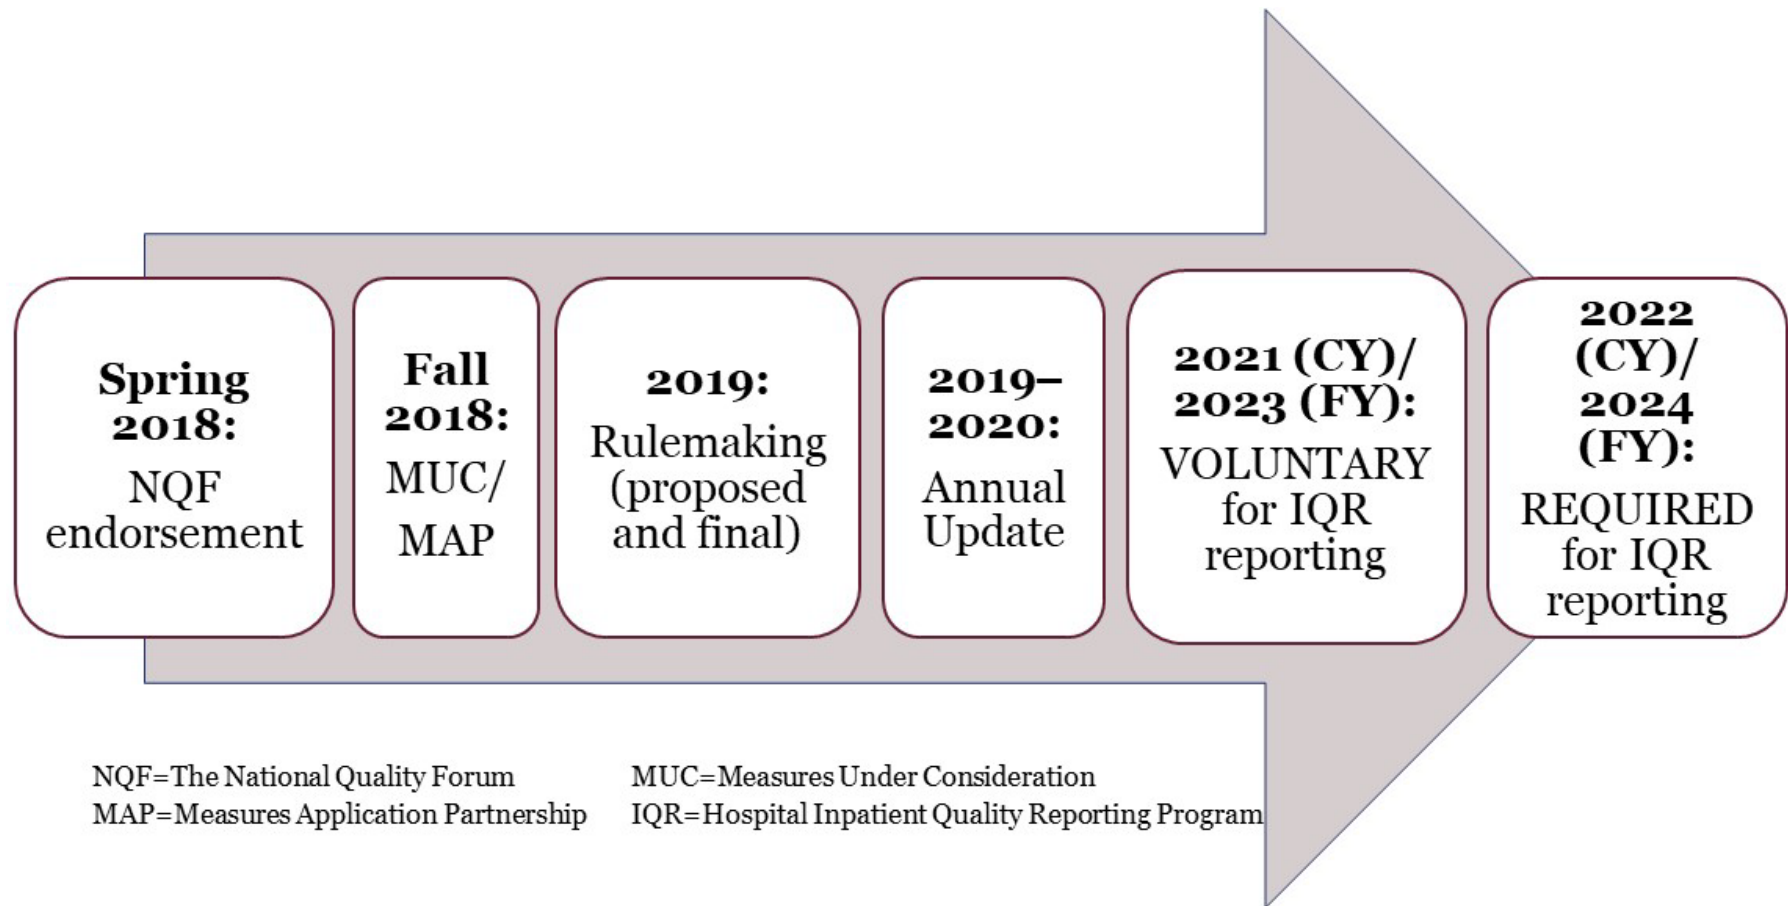 Spring
2018:
NQF
endorsement
Fall
2018:
MUC/
MAP
2019:
Rulemaking
(proposed
and final)
2019–
2020:
Annual
Update
2021 (CY)/
2023 (FY):
VOLUNTARY
for IQR
reporting
2022
(CY)/
2024
(FY):
REQUIRED
for IQR
reporting
NQF=The National Quality Forum
MAP=Measures Application Partnership
MUC=Measures Under Consideration
IQR=Hospital Inpatient Quality Reporting Program